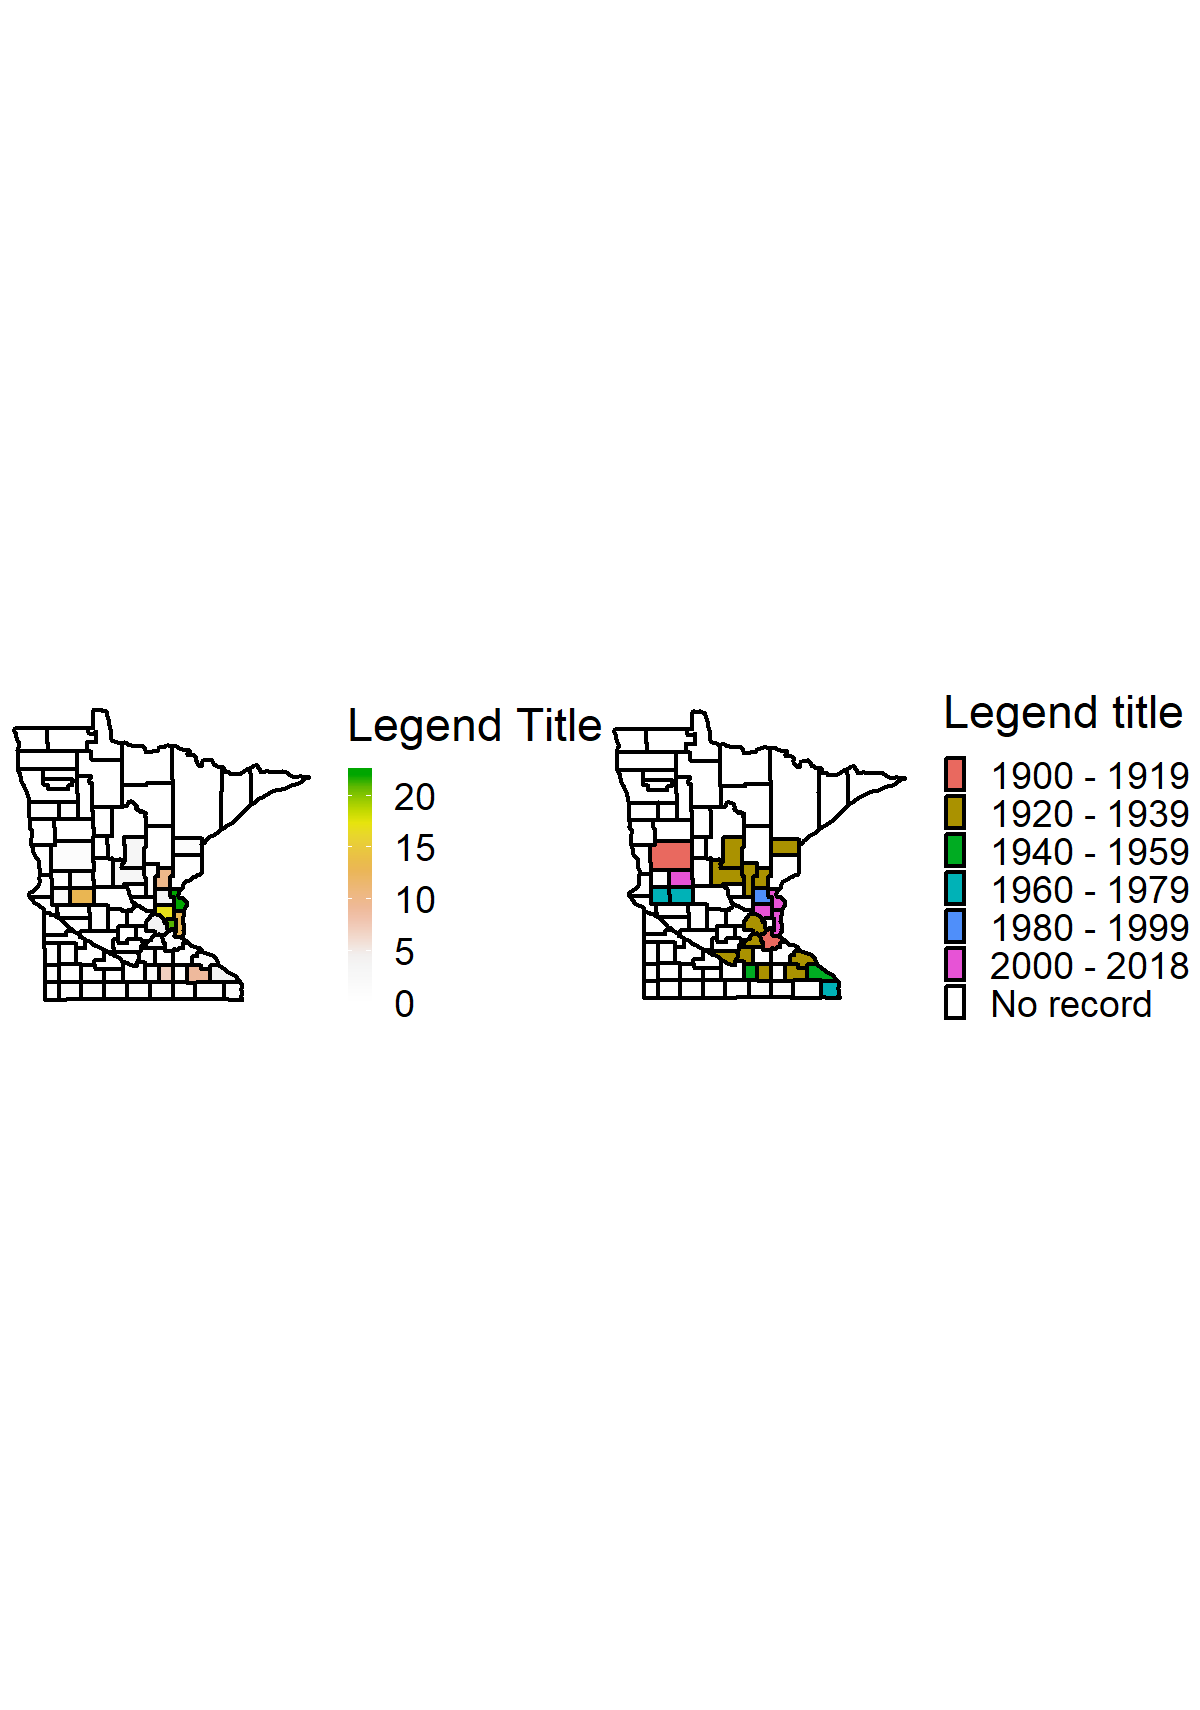 Legend Title
20
15
10
5
0
Legend title
1900 - 1919
1920 - 1939
1940 - 1959
1960 - 1979
1980 - 1999
2000 - 2018
No record